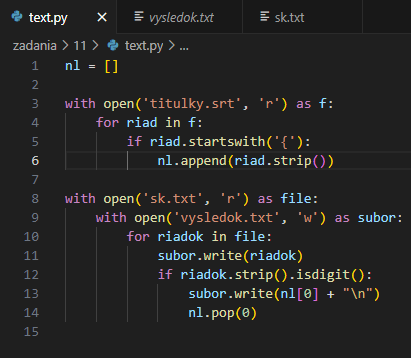 text.py X vysledok.txt sk.txt
zadania > 11 > text.py > ...
1 nl = []
2
3 with open('titulky.srt', 'r') as f:
4     for riad in f:
5         if riad.startswith('{'):
6             nl.append(riad.strip())
7
8 with open('sk.txt', 'r') as file:
9     with open('vysledok.txt', 'w') as subor:
10         for riadok in file:
11             subor.write(riadok)
12             if riadok.strip().isdigit():
13                 subor.write(nl[0] + "\n")
14                 nl.pop(0)
15